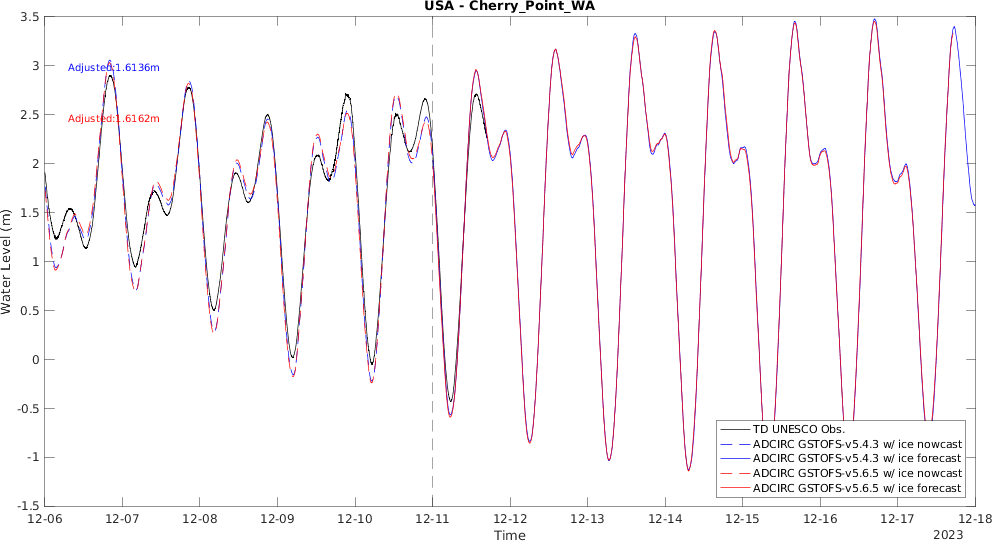 USA - Cherry_Point_WA
3.5
3
2.5
2
1.5
1
0.5
0
-0.5
-1
-1.5
Water Level (m)
Adjusted:1.6136m
Adjusted:1.6162m
TD UNESCO Obs.
ADCIRC GSTOFS-v5.4.3 w/ ice nowcast
ADCIRC GSTOFS-v5.4.3 w/ ice forecast
ADCIRC GSTOFS-v5.6.5 w/ ice nowcast
ADCIRC GSTOFS-v5.6.5 w/ ice forecast
12-06 12-07 12-08 12-09 12-10 12-11 12-12 12-13 12-14 12-15 12-16 12-17 12-18
Time
2023